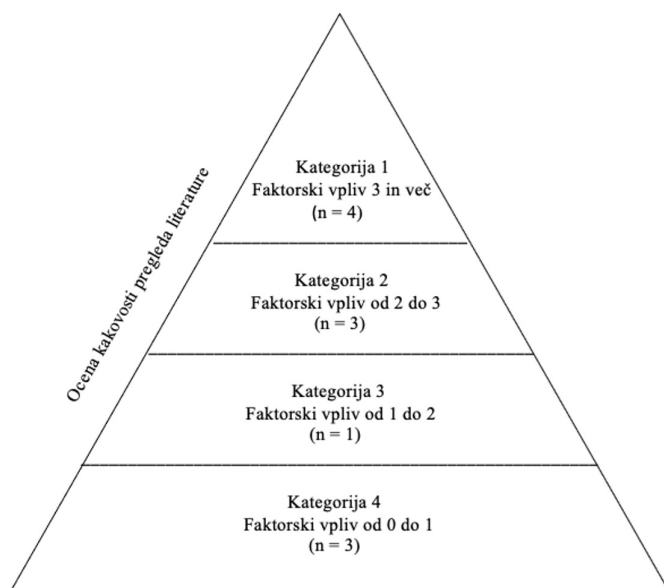 Ocena kakovosti pregleda literature
Kategorija 1
Faktorski vpliv 3 in več
(n = 4)
Kategorija 2
Faktorski vpliv od 2 do 3
(n = 3)
Kategorija 3
Faktorski vpliv od 1 do 2
(n = 1)
Kategorija 4
Faktorski vpliv od 0 do 1
(n = 3)